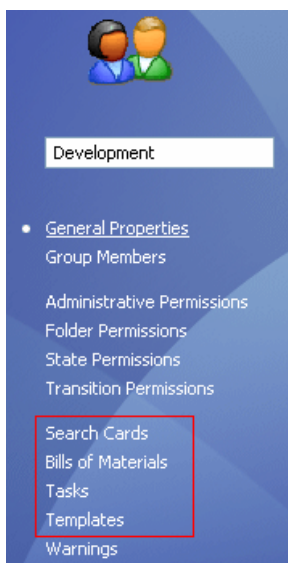 Development
General Properties
Group Members
Administrative Permissions
Folder Permissions
State Permissions
Transition Permissions
Search Cards
Bills of Materials
Tasks
Templates
Warnings